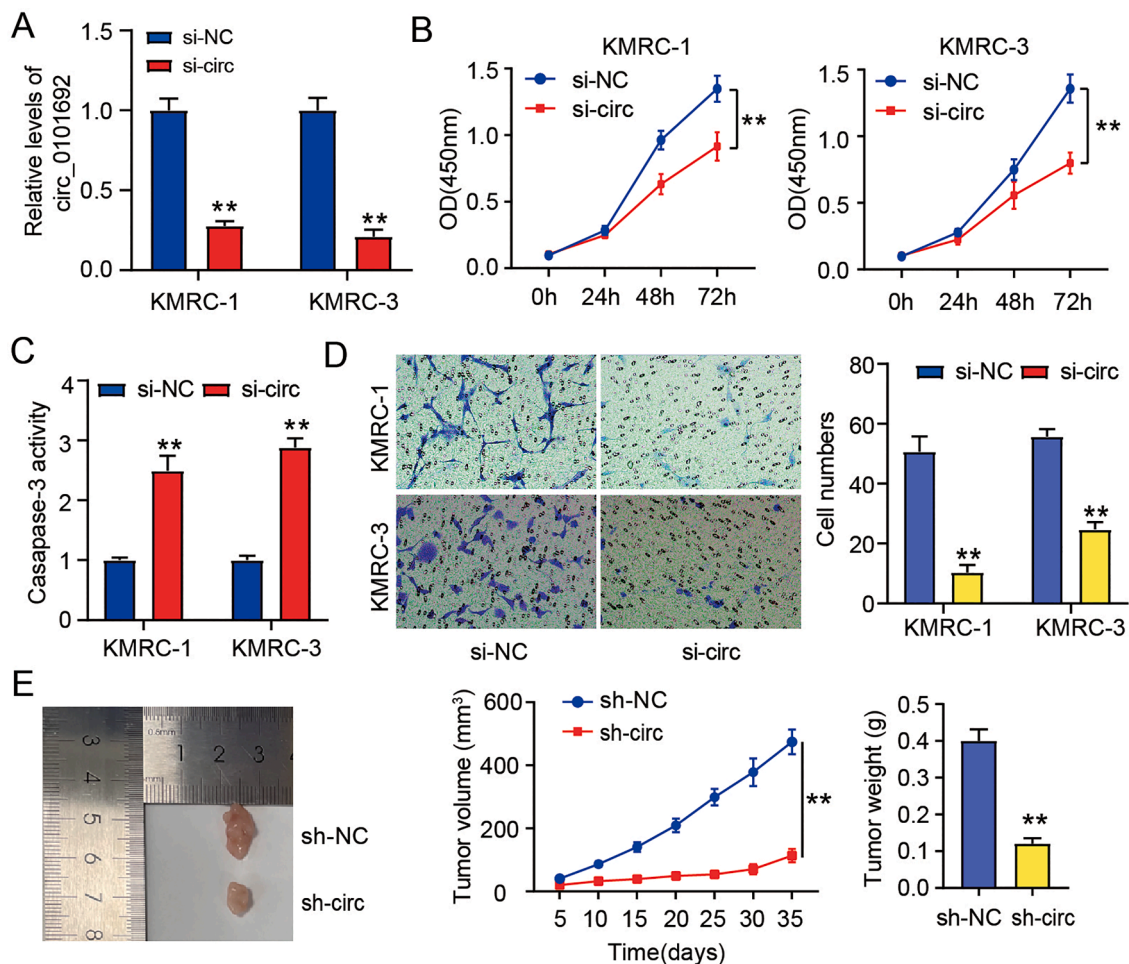 A
si-NC
si-circ
Relative levels of
circ_0101692
1.5
1.0
0.5
0.0
**
**
KMRC-1
KMRC-3
B
KMRC-1
si-NC
si-circ
OD(450nm)
1.5
1.0
0.5
0.0
**
0h
24h
48h
72h
KMRC-3
si-NC
si-circ
OD(450nm)
1.5
1.0
0.5
0.0
**
0h
24h
48h
72h
C
si-NC
si-circ
Casapase-3 activity
4
3
2
1
0
**
**
KMRC-1
KMRC-3
D
KMRC-1
KMRC-3
si-NC
si-circ
si-NC
si-circ
Cell numbers
80
60
40
20
0
**
**
KMRC-1
KMRC-3
E
3
4
5
6
7
8
0.5mm
1
2
3
sh-NC
sh-circ
sh-NC
sh-circ
Tumor volume (mm³)
600
400
200
0
**
5
10
15
20
25
30
35
Time(days)
Tumor weight (g)
0.4
0.3
0.2
0.1
0.0
**
sh-NC
sh-circ